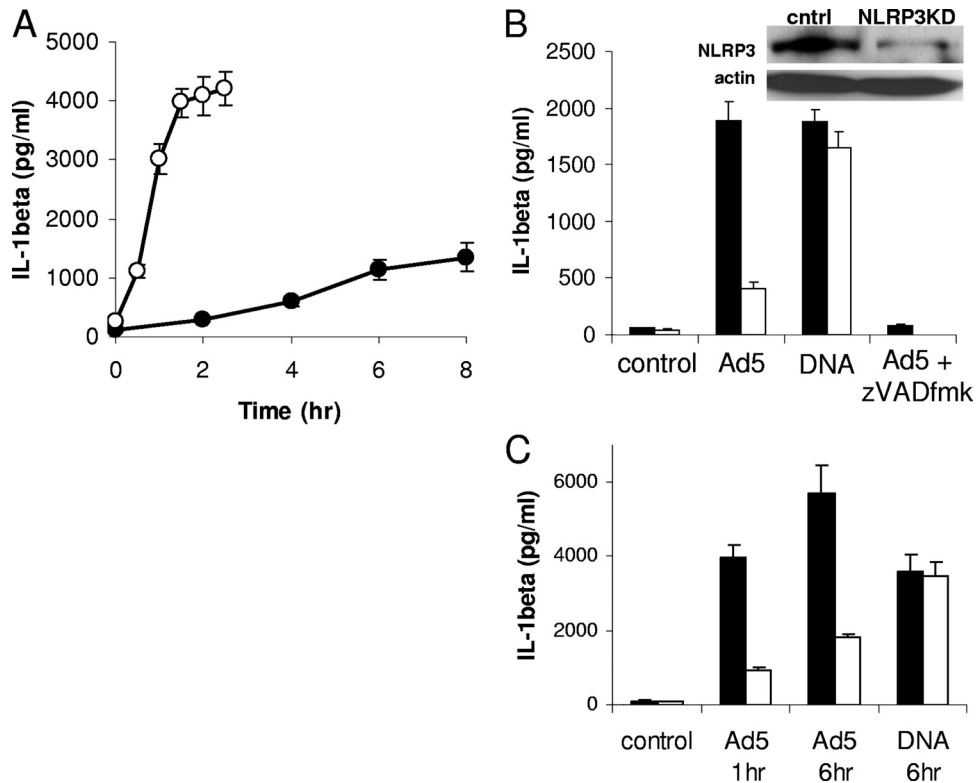 A
IL-1beta (pg/ml)
5000
4000
3000
2000
1000
0
0 2 4 6 8
Time (hr)
B
cntrl NLRP3KD
NLRP3
actin
IL-1beta (pg/ml)
2500
2000
1500
1000
500
0
control Ad5 DNA Ad5 +
zVADfmk
C
IL-1beta (pg/ml)
6000
4000
2000
0
control Ad5 Ad5 DNA
1hr 6hr 6hr